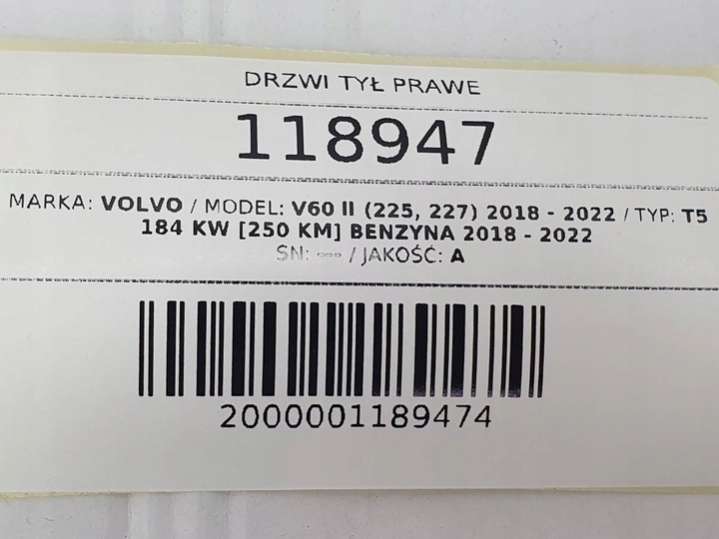 DRZWI TYŁ PRAWE
118947
MARKA: VOLVO / MODEL: V60 II (225, 227) 2018 - 2022 / TYP: T5
184 KW [250 KM] BENZYNA 2018 - 2022
SN: --- / JAKOŚĆ: A
2000001189474